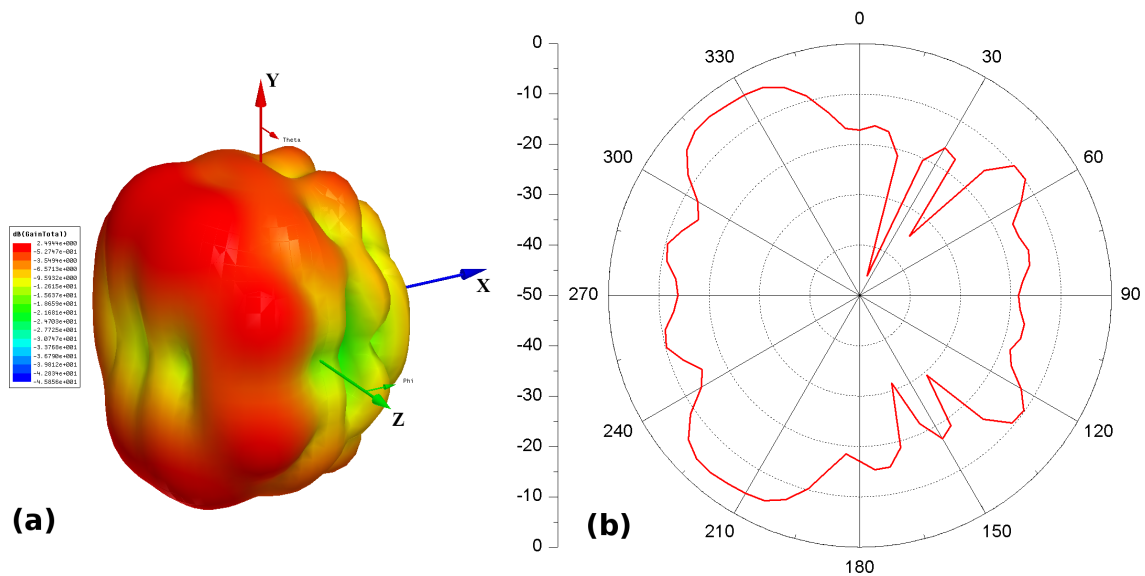 Y
Theta
dB(GainTotal)
2.4944e+000
-5.2747e-001
-3.5494e+000
-6.5713e+000
-9.5932e+000
-1.2615e+001
-1.5637e+001
-1.8659e+001
-2.1681e+001
-2.4703e+001
-2.7725e+001
-3.0747e+001
-3.3768e+001
-3.6790e+001
-3.9812e+001
-4.2834e+001
-4.5856e+001
X
Phi
Z
(a)
0
-10
-20
-30
-40
-50
-40
-30
-20
-10
0
0
30
60
90
120
150
180
210
240
270
300
330
(b)